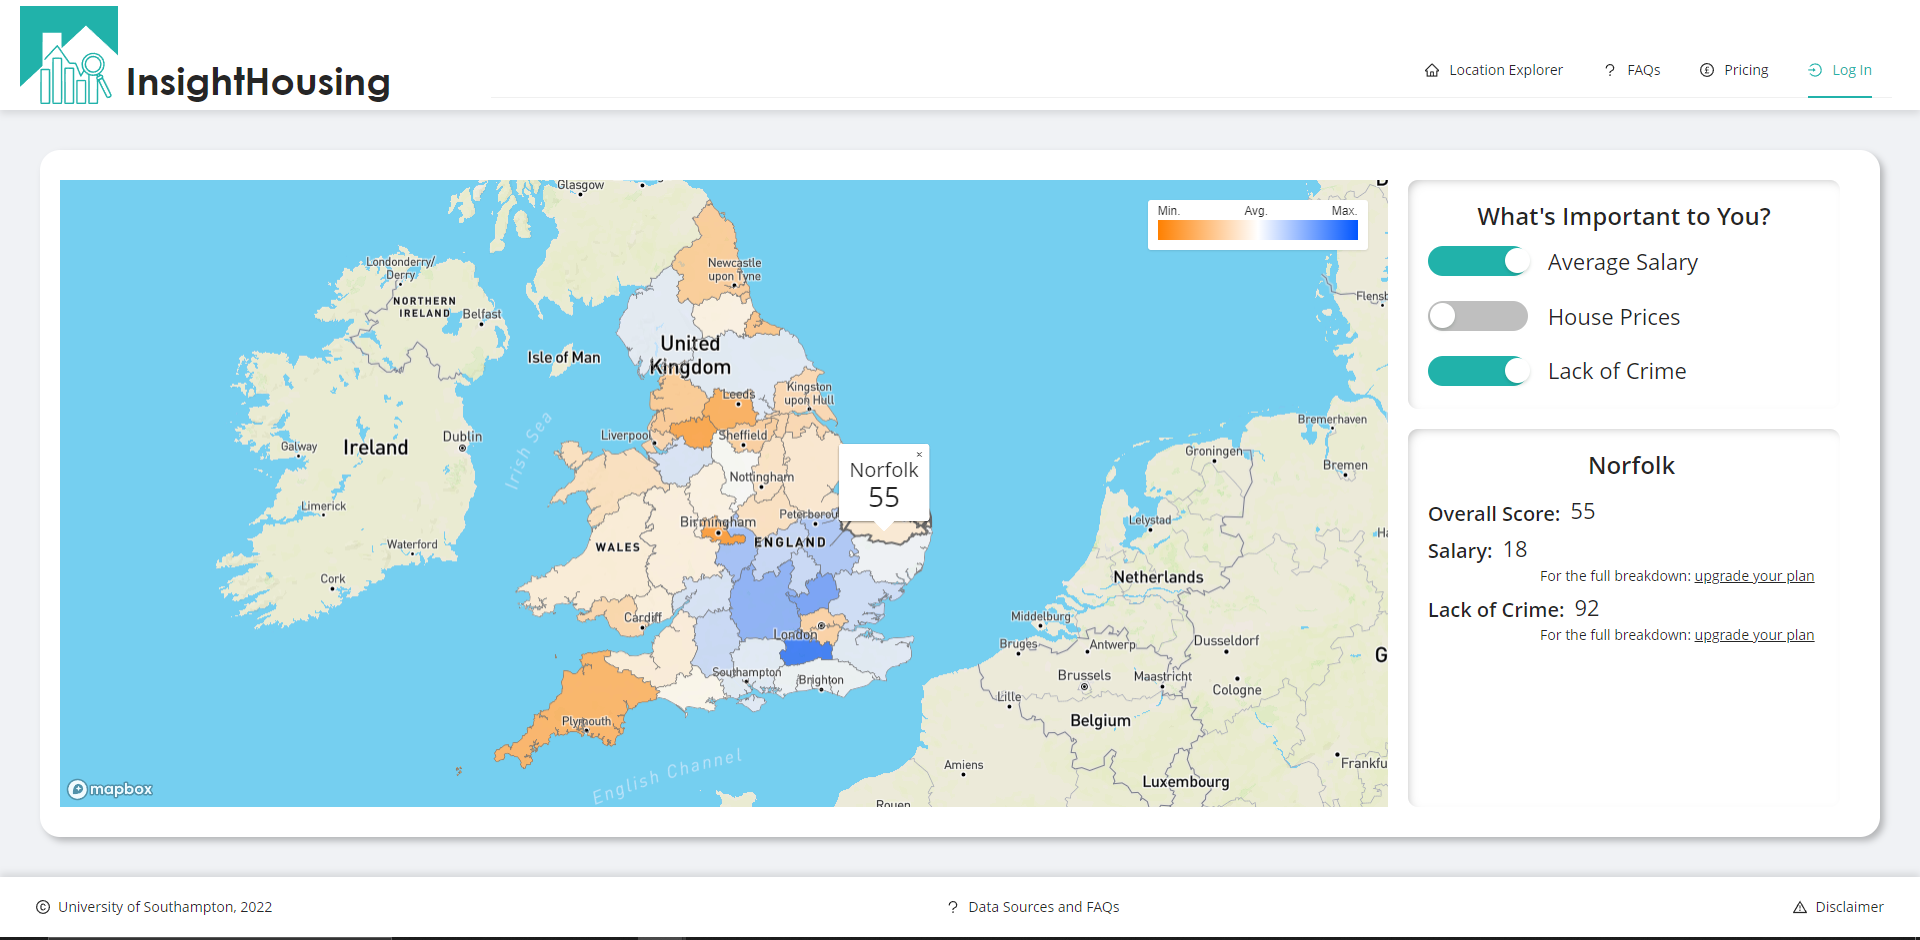 InsightHousing
Location Explorer
? FAQs
Pricing
Log In
Glasgow
Londonderry/
Derry
NORTHERN
IRELAND
Belfast
Newcastle
upon Tyne
Isle of Man
United
Kingdom
Leeds
Kingston
upon Hull
Liverpool
Sheffield
Irish Sea
Galway
Ireland
Dublin
Nottingham
Limerick
Waterford
Cork
Birmingham
Peterborou
WALES
ENGLAND
Cardiff
London
Southampton
Brighton
Plymouth
English Channel
Norfolk
55
×
Min. Avg. Max.
Flensb
Bremerhaven
Groningen
Bremen
Lelystad
Ha
Netherlands
Middelburg
Bruges
Antwerp
Dusseldorf
Brussels
Maastricht
Cologne
G
Lille
Belgium
Amiens
Frankfu
Luxembourg
Rouen
mapbox
What's Important to You?
Average Salary
House Prices
Lack of Crime
Norfolk
Overall Score: 55
Salary: 18
For the full breakdown: upgrade your plan
Lack of Crime: 92
For the full breakdown: upgrade your plan
© University of Southampton, 2022
? Data Sources and FAQs
Disclaimer